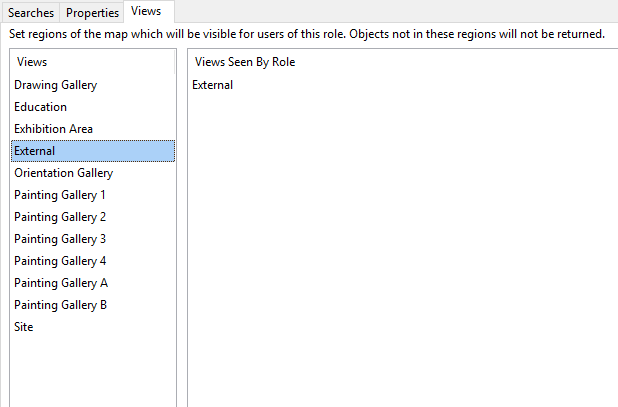 Searches Properties Views
Set regions of the map which will be visible for users of this role. Objects not in these regions will not be returned.
Views
Drawing Gallery
Education
Exhibition Area
External
Orientation Gallery
Painting Gallery 1
Painting Gallery 2
Painting Gallery 3
Painting Gallery 4
Painting Gallery A
Painting Gallery B
Site
Views Seen By Role
External